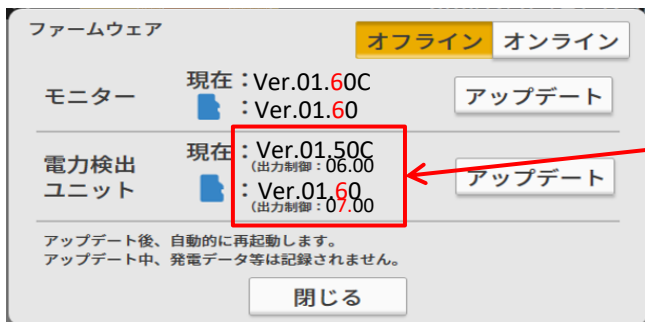 ファームウェア
オフライン オンライン
モニター
現在：Ver.01.60C
：Ver.01.60
アップデート
電力検出
ユニット
現在：Ver.01.50C
(出力制御：06.00
：Ver.01.60
(出力制御：07.00
アップデート
アップデート後、自動的に再起動します。
アップデート中、発電データ等は記録されません。
閉じる